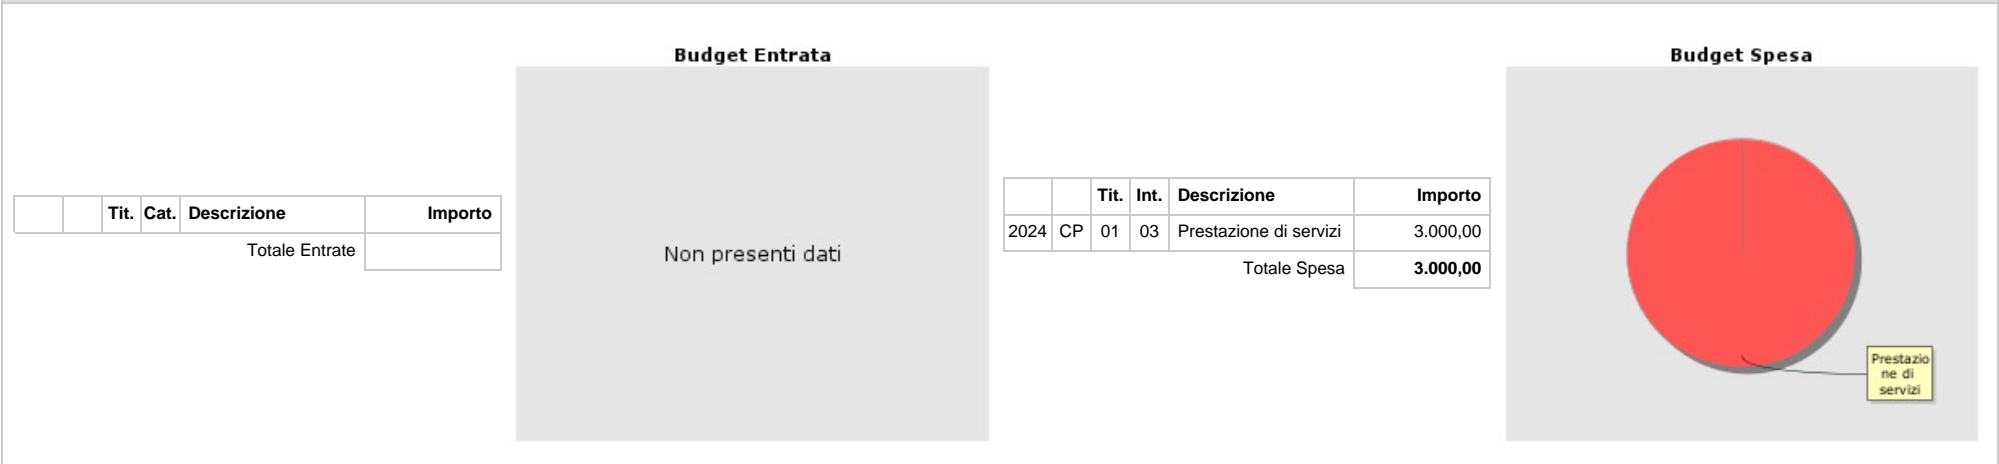 Budget Entrata
Tit. Cat. Descrizione Importo
Totale Entrate
Non presenti dati
Budget Spesa
Tit. Int. Descrizione Importo
2024 CP 01 03 Prestazione di servizi 3.000,00
Totale Spesa 3.000,00
Prestazio
ne di
servizi